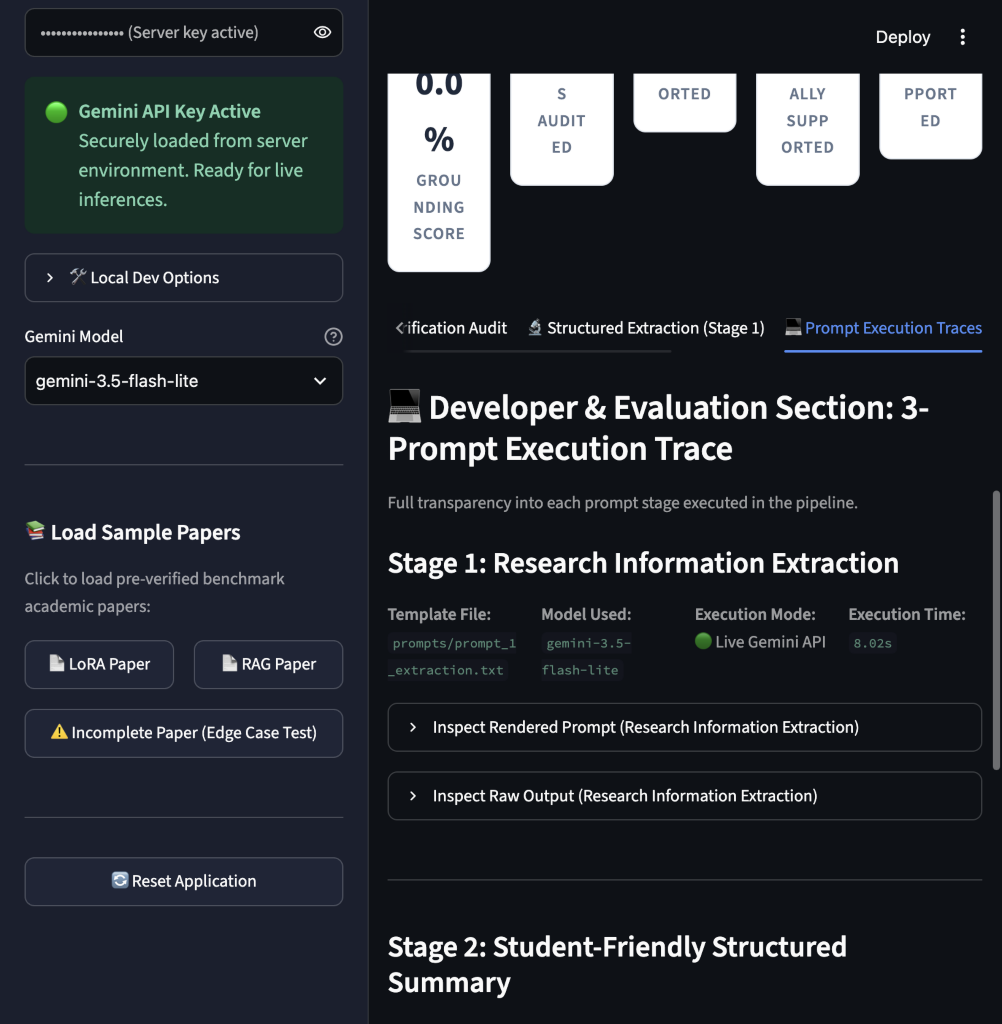 •••••••••••••••• (Server key active)
Gemini API Key Active
Securely loaded from server
environment. Ready for live
inferences.
Local Dev Options
Gemini Model
gemini-3.5-flash-lite
Load Sample Papers
Click to load pre-verified benchmark
academic papers:
LoRA Paper
RAG Paper
Incomplete Paper (Edge Case Test)
Reset Application
Deploy
0.0
%
GROU
NDING
SCORE
S
AUDIT
ED
ORTED
ALLY
SUPP
ORTED
PPORT
ED
ification Audit
Structured Extraction (Stage 1)
Prompt Execution Traces
Developer & Evaluation Section: 3-
Prompt Execution Trace
Full transparency into each prompt stage executed in the pipeline.
Stage 1: Research Information Extraction
Template File:
prompts/prompt_1
_extraction.txt
Model Used:
gemini-3.5-
flash-lite
Execution Mode:
Live Gemini API
Execution Time:
8.02s
Inspect Rendered Prompt (Research Information Extraction)
Inspect Raw Output (Research Information Extraction)
Stage 2: Student-Friendly Structured
Summary